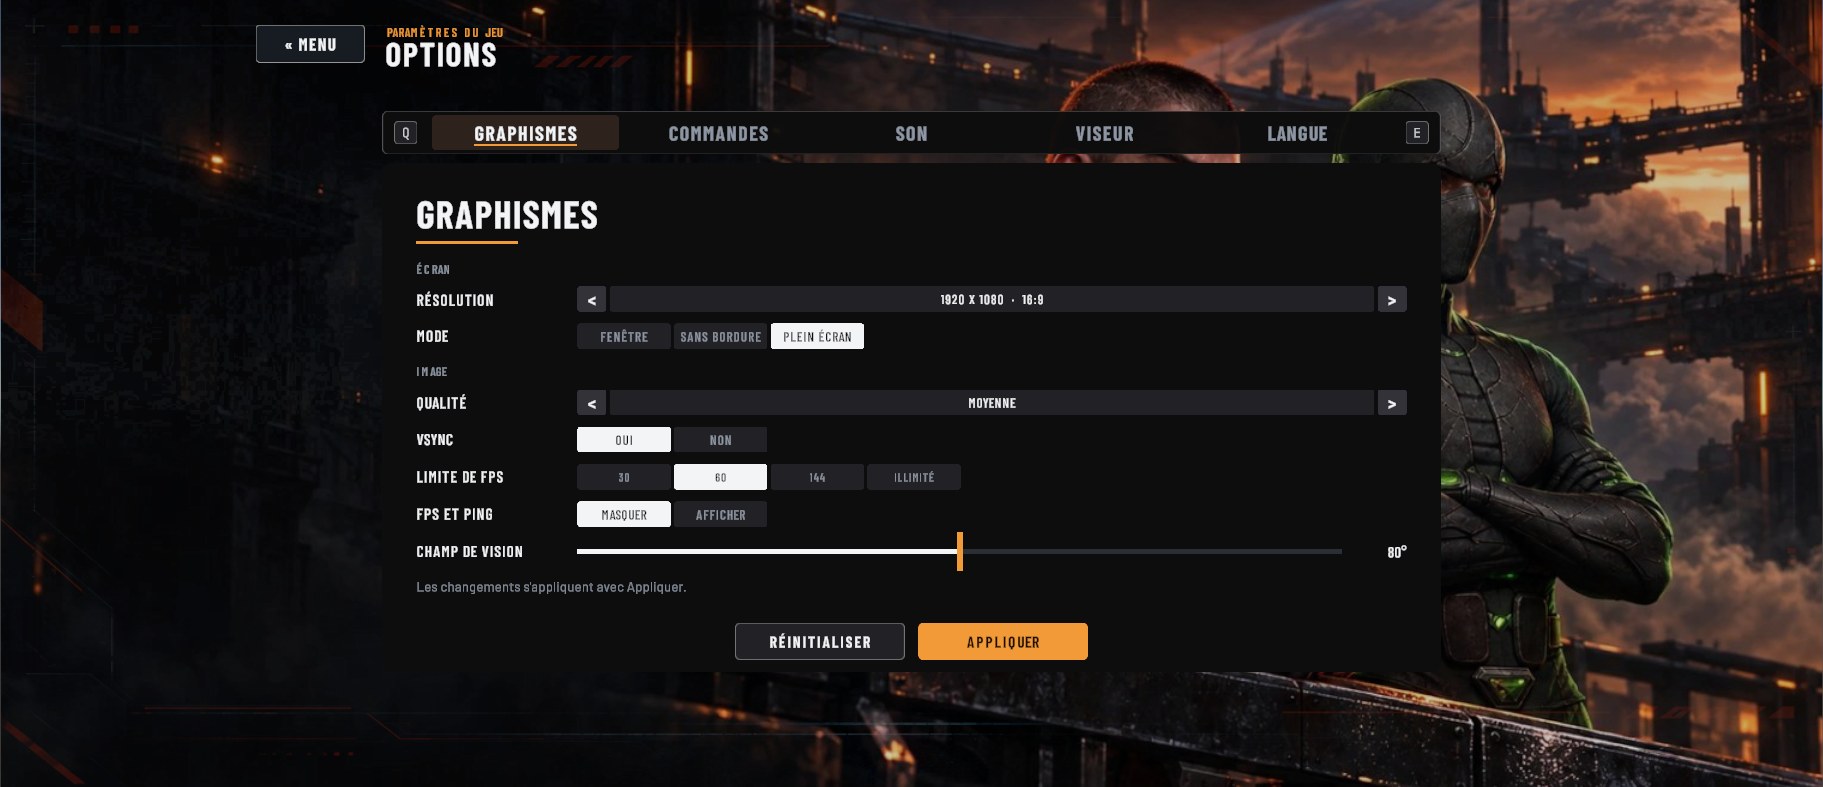 « MENU
PARAMÈTRES DU JEU
OPTIONS
Q GRAPHISMES COMMANDES SON VISEUR LANGUE E
GRAPHISMES
ÉCRAN
RÉSOLUTION < 1920 X 1080 · 16:9 >
MODE FENÊTRE SANS BORDURE PLEIN ÉCRAN
IMAGE
QUALITÉ < MOYENNE >
VSYNC OUI NON
LIMITE DE FPS 30 60 144 ILLIMITÉ
FPS ET PING MASQUER AFFICHER
CHAMP DE VISION 80°
Les changements s'appliquent avec Appliquer.
RÉINITIALISER APPLIQUER